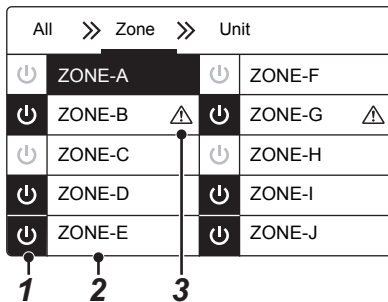 All Zone Unit
ZONE-A ZONE-F
ZONE-B ZONE-G
ZONE-C ZONE-H
ZONE-D ZONE-I
ZONE-E ZONE-J
1 2 3